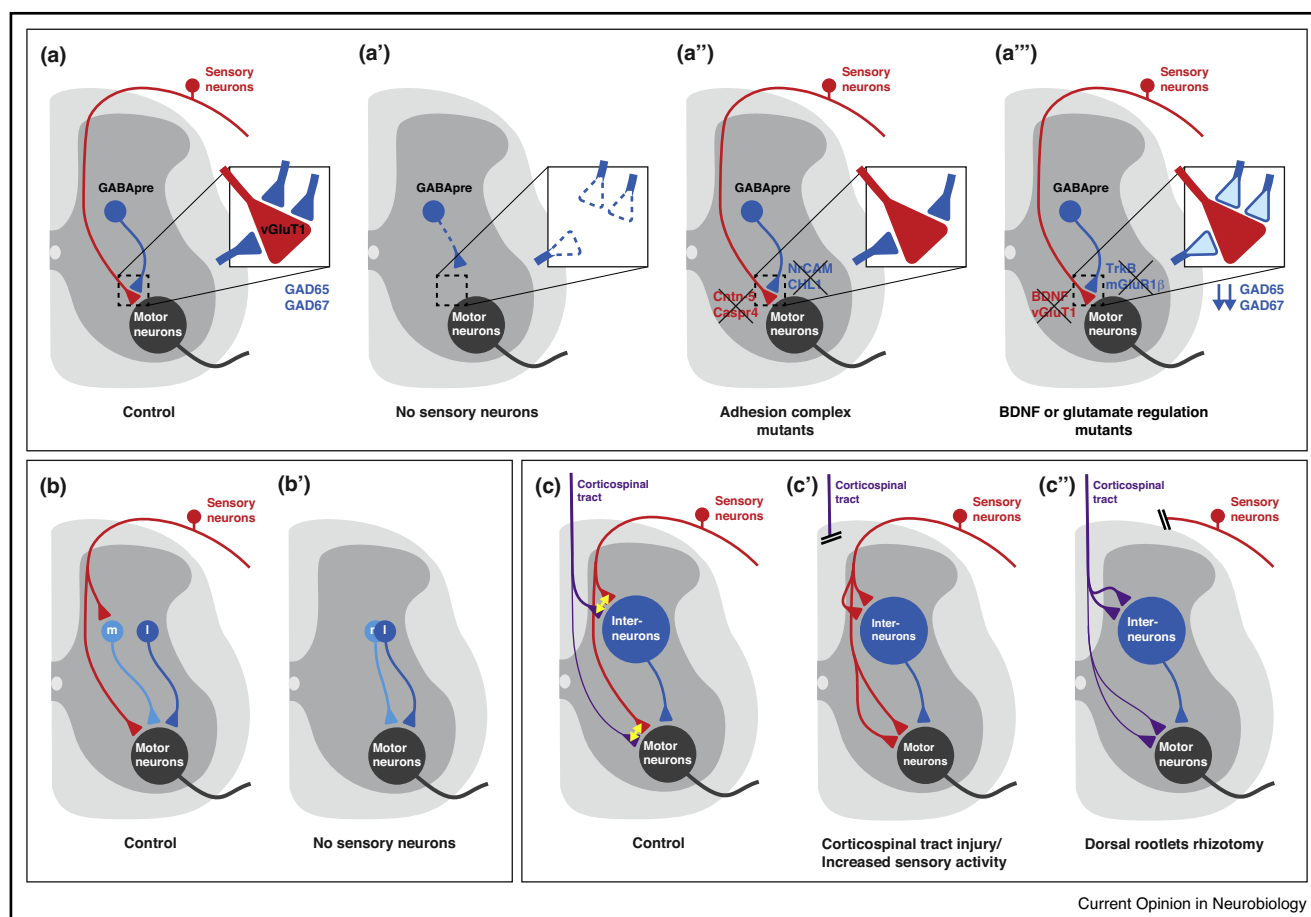 (a)
Sensory
neurons
GABApre
vGluT1
GAD65
GAD67
Motor
neurons
Control
(a')
GABApre
Motor
neurons
No sensory neurons
(a'')
Sensory
neurons
GABApre
NrCAM
CHL1
Cntn-5
Caspr4
Motor
neurons
Adhesion complex
mutants
(a''')
Sensory
neurons
GABApre
TrkB
mGluR1β
BDNF
vGluT1
GAD65
GAD67
Motor
neurons
BDNF or glutamate regulation
mutants
(b)
Sensory
neurons
m
l
Motor
neurons
Control
(b')
l
Motor
neurons
No sensory neurons
(c)
Corticospinal
tract
Sensory
neurons
Inter-
neurons
Motor
neurons
Control
(c')
Corticospinal
tract
Sensory
neurons
Inter-
neurons
Motor
neurons
Corticospinal tract injury/
Increased sensory activity
(c'')
Corticospinal
tract
Sensory
neurons
Inter-
neurons
Motor
neurons
Dorsal rootlets rhizotomy
Current Opinion in Neurobiology